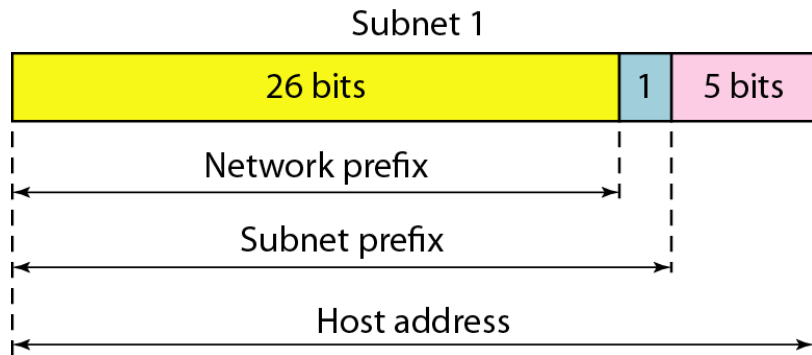 Subnet 1
26 bits 1 5 bits
Network prefix
Subnet prefix
Host address